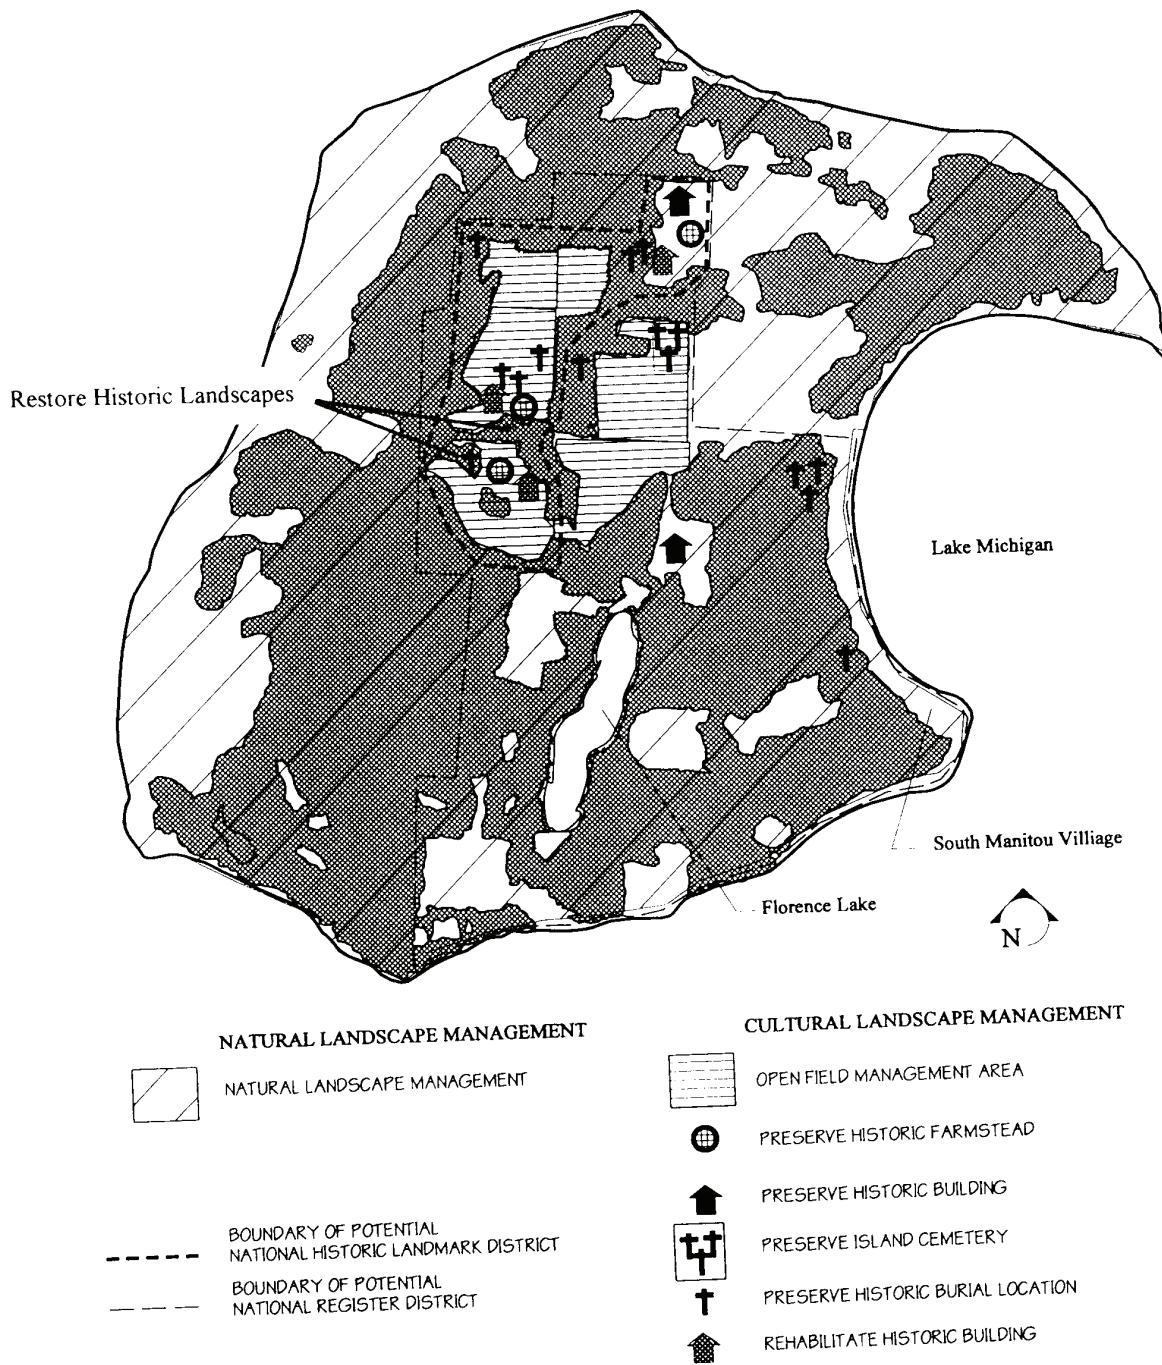 Restore Historic Landscapes
Lake Michigan
South Manitou Villiage
Florence Lake
N
NATURAL LANDSCAPE MANAGEMENT
NATURAL LANDSCAPE MANAGEMENT
BOUNDARY OF POTENTIAL
NATIONAL HISTORIC LANDMARK DISTRICT
BOUNDARY OF POTENTIAL
NATIONAL REGISTER DISTRICT
CULTURAL LANDSCAPE MANAGEMENT
OPEN FIELD MANAGEMENT AREA
PRESERVE HISTORIC FARMSTEAD
PRESERVE HISTORIC BUILDING
PRESERVE ISLAND CEMETERY
PRESERVE HISTORIC BURIAL LOCATION
REHABILITATE HISTORIC BUILDING